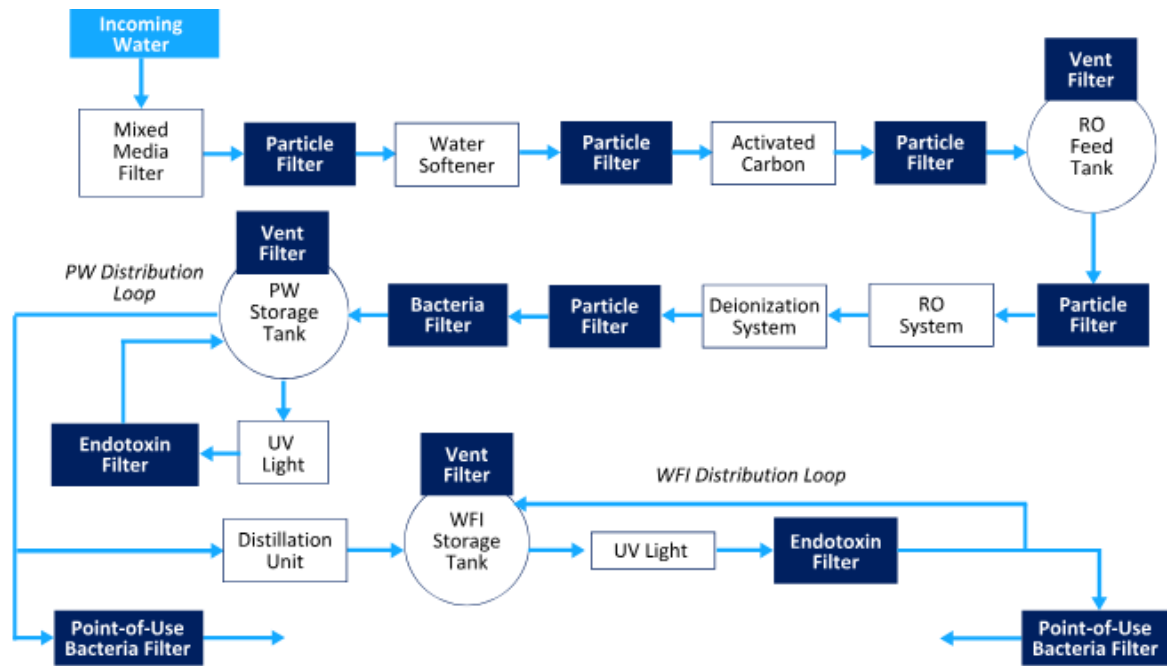 Incoming
Water
Vent
Filter
Mixed
Media
Filter
Particle
Filter
Water
Softener
Particle
Filter
Activated
Carbon
Particle
Filter
RO
Feed
Tank
PW Distribution
Loop
Vent
Filter
PW
Storage
Tank
Bacteria
Filter
Particle
Filter
Deionization
System
RO
System
Particle
Filter
Endotoxin
Filter
UV
Light
Vent
Filter
WFI Distribution Loop
Distillation
Unit
WFI
Storage
Tank
UV Light
Endotoxin
Filter
Point-of-Use
Bacteria Filter
Point-of-Use
Bacteria Filter